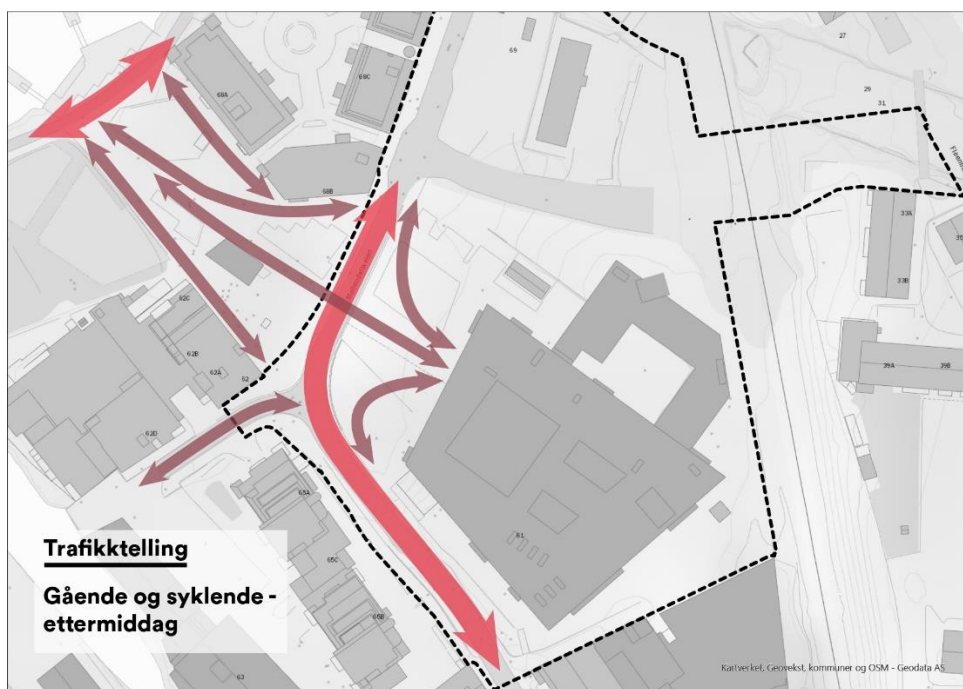 69
27
68C
29
31
68A
68B
33A
33B
62C
62B
62A
62
39A
39B
62D
65A
61
65C
65B
63
Trafikktelling
Gående og syklende -
ettermiddag
Kartverket, Geovekst, kommuner og OSM - Geodata AS